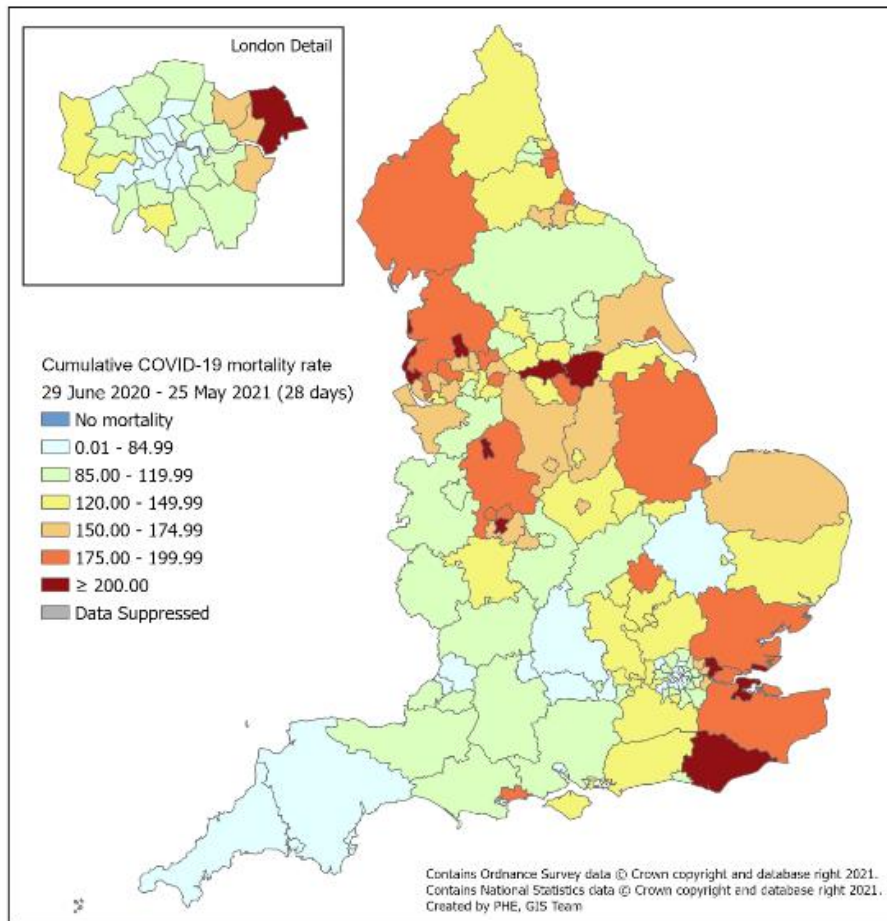 London Detail
Cumulative COVID-19 mortality rate
29 June 2020 - 25 May 2021 (28 days)
No mortality
0.01 - 84.99
85.00 - 119.99
120.00 - 149.99
150.00 - 174.99
175.00 - 199.99
≥ 200.00
Data Suppressed
Contains Ordnance Survey data © Crown copyright and database right 2021.
Contains National Statistics data © Crown copyright and database right 2021.
Created by PHE, GIS Team